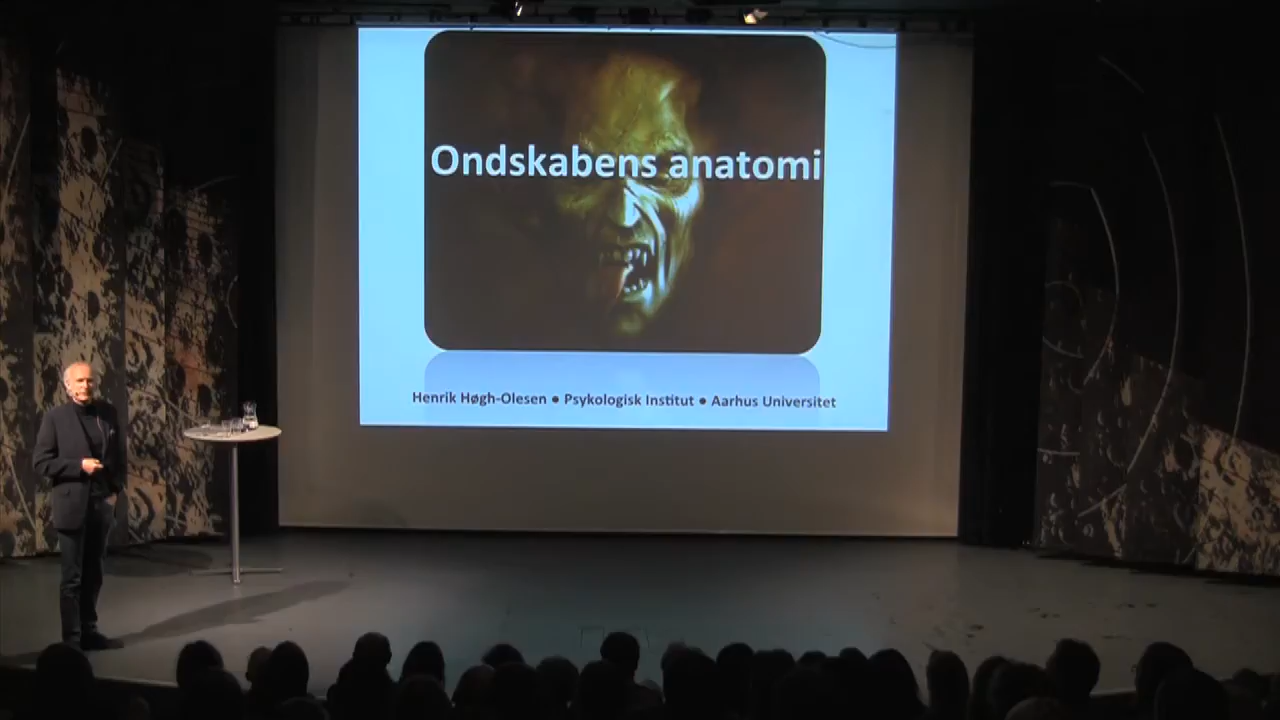 Ondskabens anatomi
Henrik Høgh-Olesen ● Psykologisk Institut ● Aarhus Universitet